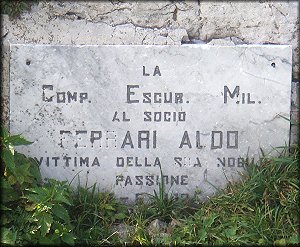 LA
COMP. ESCUR. MIL.
AL SOCIO
FERRARI ALDO
VITTIMA DELLA SUA NOBILE
PASSIONE